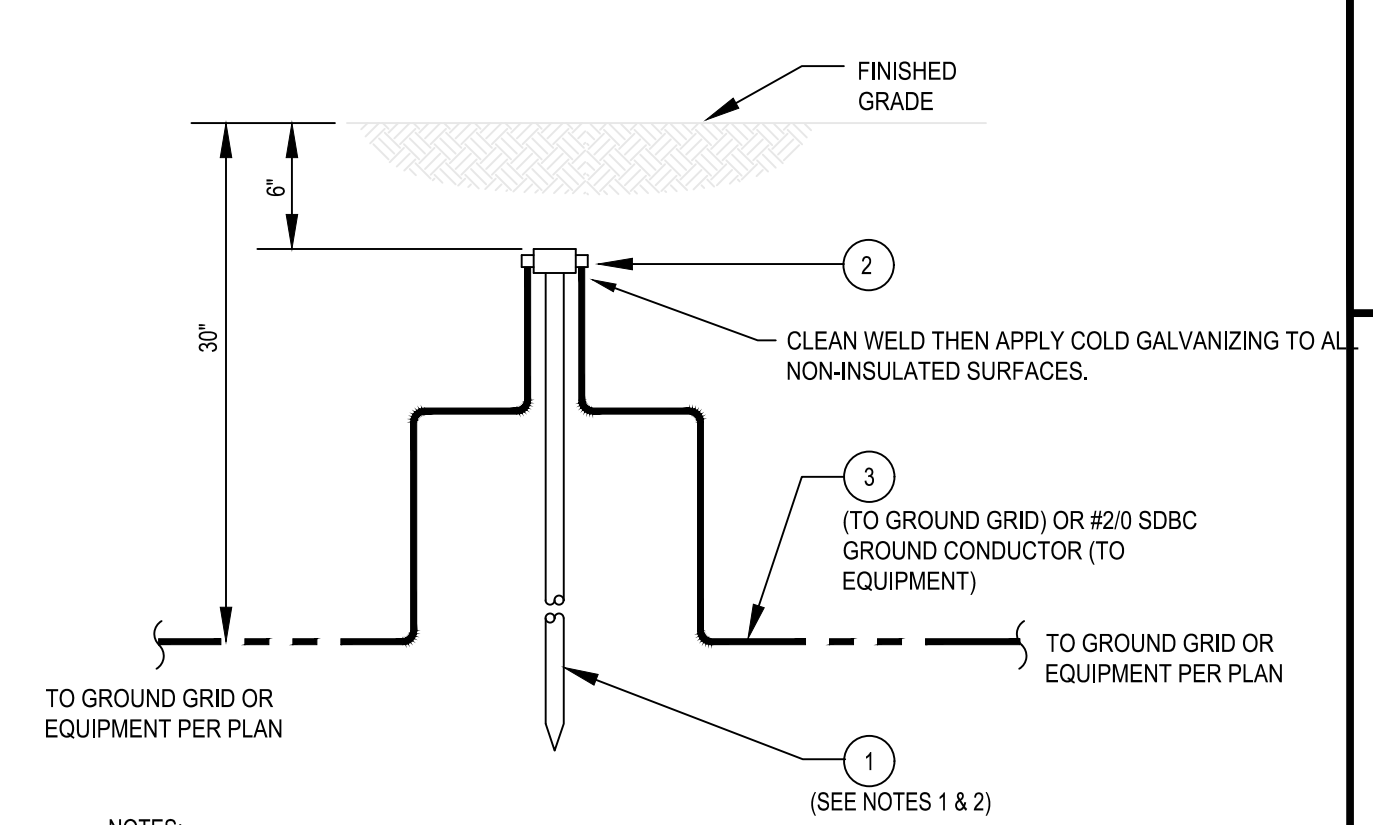 FINISHED
GRADE
6"
30"
2
CLEAN WELD THEN APPLY COLD GALVANIZING TO ALL
NON-INSULATED SURFACES.
3
(TO GROUND GRID) OR #2/0 SDBC
GROUND CONDUCTOR (TO
EQUIPMENT)
TO GROUND GRID OR
EQUIPMENT PER PLAN
TO GROUND GRID OR
EQUIPMENT PER PLAN
1
(SEE NOTES 1 & 2)
NOTES: